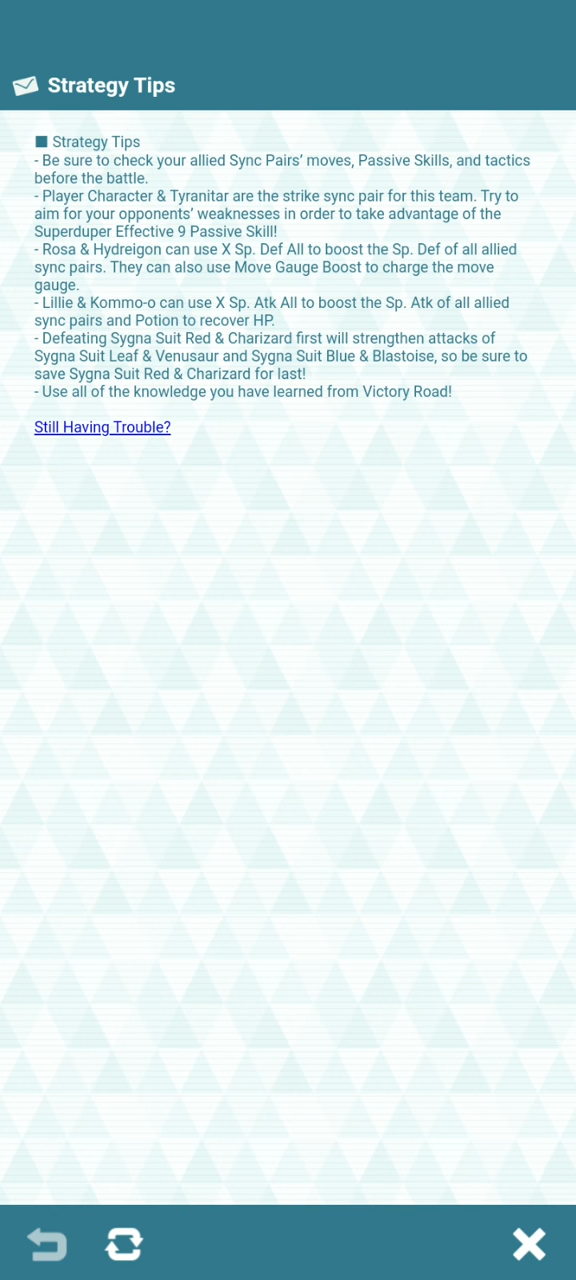 Strategy Tips
■ Strategy Tips
- Be sure to check your allied Sync Pairs’ moves, Passive Skills, and tactics
before the battle.
- Player Character & Tyranitar are the strike sync pair for this team. Try to
aim for your opponents’ weaknesses in order to take advantage of the
Superduper Effective 9 Passive Skill!
- Rosa & Hydreigon can use X Sp. Def All to boost the Sp. Def of all allied
sync pairs. They can also use Move Gauge Boost to charge the move
gauge.
- Lillie & Kommo-o can use X Sp. Atk All to boost the Sp. Atk of all allied
sync pairs and Potion to recover HP.
- Defeating Sygna Suit Red & Charizard first will strengthen attacks of
Sygna Suit Leaf & Venusaur and Sygna Suit Blue & Blastoise, so be sure to
save Sygna Suit Red & Charizard for last!
- Use all of the knowledge you have learned from Victory Road!
Still Having Trouble?